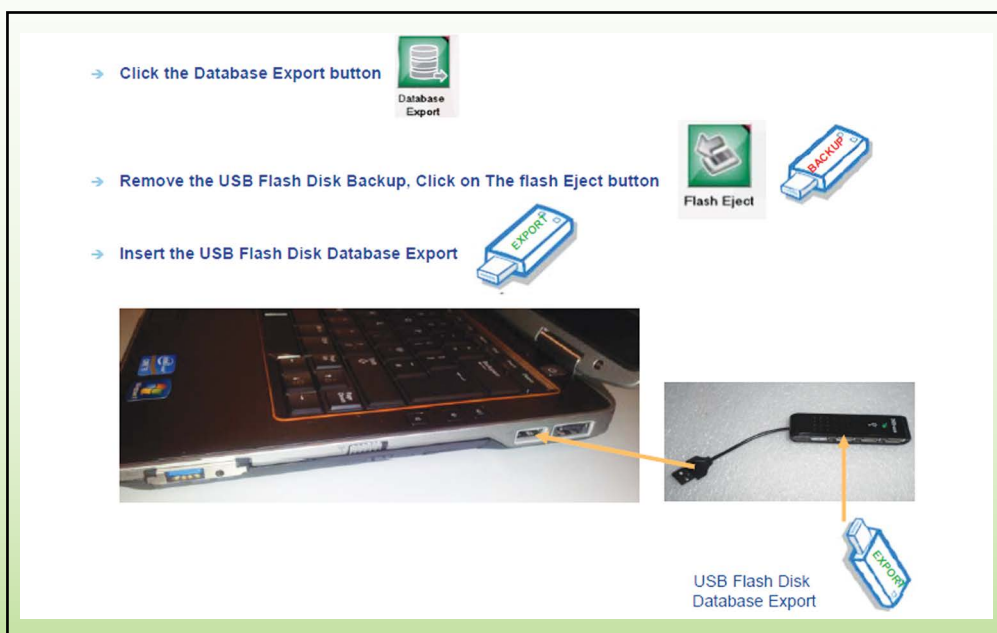 Click the Database Export button
Database
Export
Remove the USB Flash Disk Backup, Click on The flash Eject button
Flash Eject
BACKUP
Insert the USB Flash Disk Database Export
EXPORT
EXPORT
USB Flash Disk
Database Export